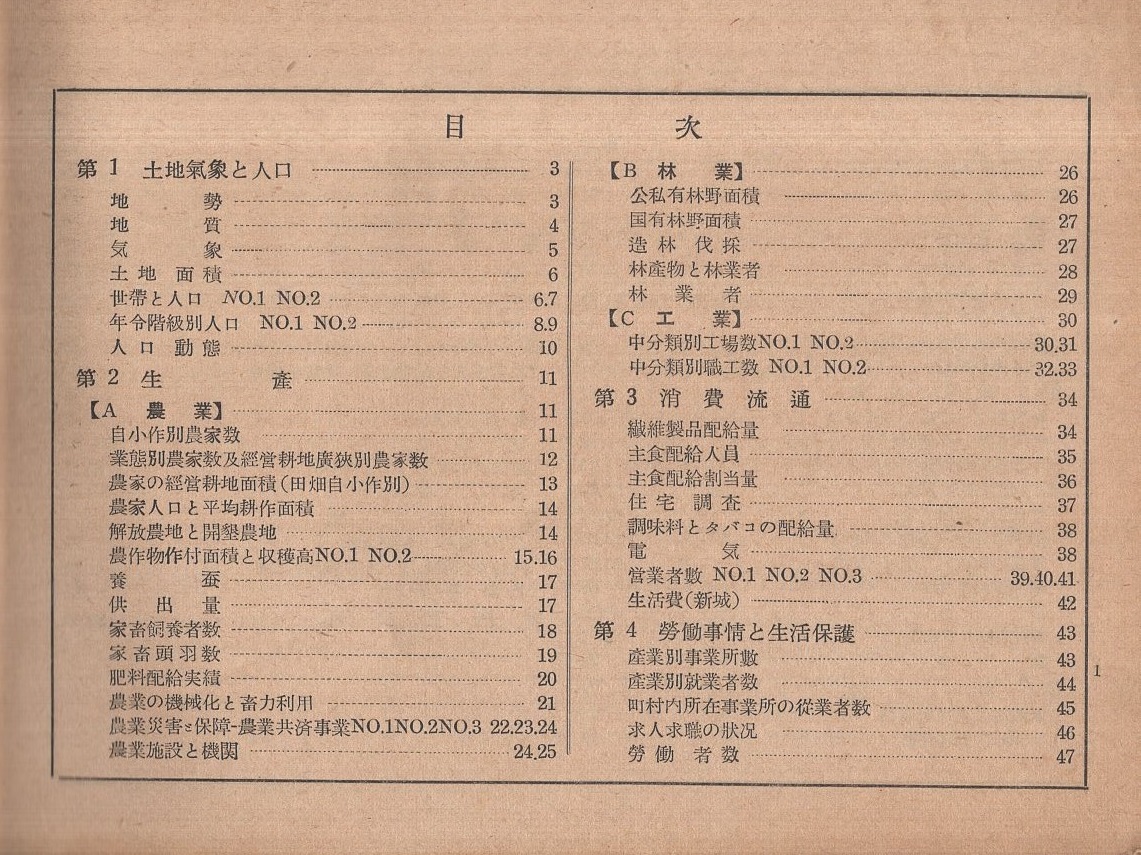 目 次
第1 土地氣象と人口 3
地勢 3
地質 4
気象 5
土地面積 6
世帶と人口 NO.1 NO.2 6.7
年令階級別人口 NO.1 NO.2 8.9
人口動態 10
第2 生產 11
【A 農業】 11
自小作別農家数 11
業態別農家数及経営耕地廣狹別農家数 12
農家の経営耕地面積(田畑自小作別) 13
農家人口と平均耕作面積 14
解放農地と開墾農地 14
農作物作付面積と収穫高NO.1 NO.2 15.16
養蚕 17
供出量 17
家畜飼養者数 18
家畜頭羽数 19
肥料配給実績 20
農業の機械化と畜力利用 21
農業災害と保障-農業共済事業NO.1NO.2NO.3 22.23.24
農業施設と機関 24.25
【B 林業】 26
公私有林野面積 26
国有林野面積 27
造林伐採 27
林產物と林業者 28
林業者 29
【C 工業】 30
中分類別工場数NO.1 NO.2 30.31
中分類別職工数 NO.1 NO.2 32.33
第3 消費流通 34
繊維製品配給量 34
主食配給人員 35
主食配給割当量 36
住宅調査 37
調味料とタバコの配給量 38
電気 38
営業者數 NO.1 NO.2 NO.3 39.40.41
生活費(新城) 42
第4 勞働事情と生活保護 43
產業別事業所數 43
產業別就業者数 44
町村内所在事業所の從業者数 45
求人求職の狀況 46
勞働者数 47
1